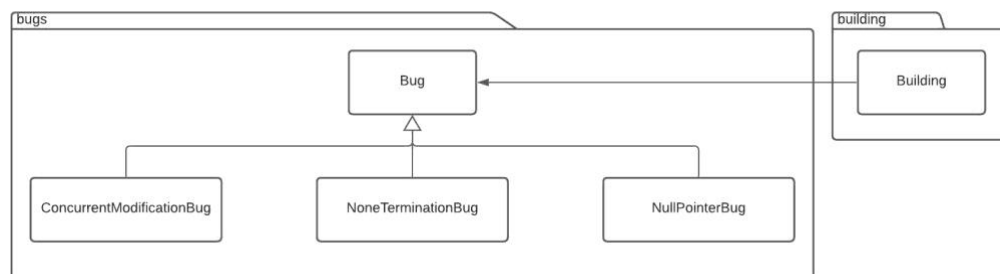 bugs
building
Bug
Building
ConcurrentModificationBug
NoneTerminationBug
NullPointerBug